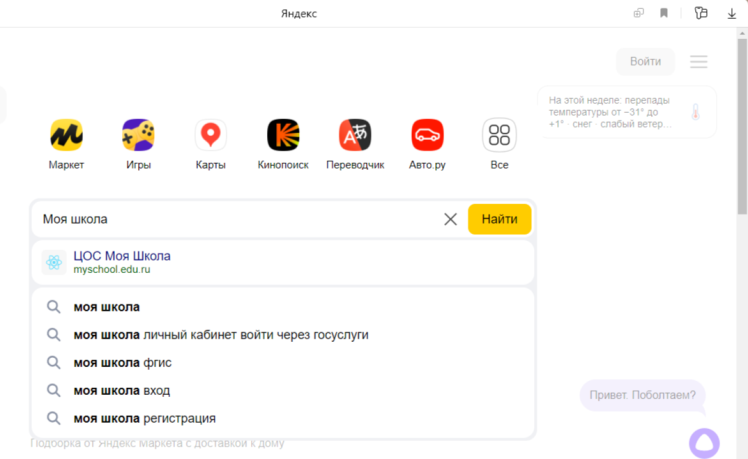 Яндекс
Войти
На этой неделе: перепады
температуры от −31° до
+1° · снег · слабый ветер…
Маркет
Игры
Карты
Кинопоиск
Переводчик
Авто.ру
Все
Моя школа
Найти
ЦОС Моя Школа
myschool.edu.ru
моя школа
моя школа личный кабинет войти через госуслуги
моя школа фгис
моя школа вход
моя школа регистрация
Привет. Поболтаем?
Подборка от Яндекс Маркета с доставкой к дому